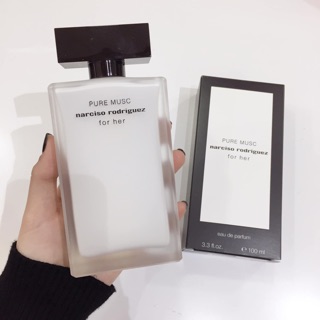 PURE MUSC
narciso rodriguez
for her
PURE MUSC
narciso rodriguez
for her
eau de parfum
3.3 fl.oz. ℮ 100 ml